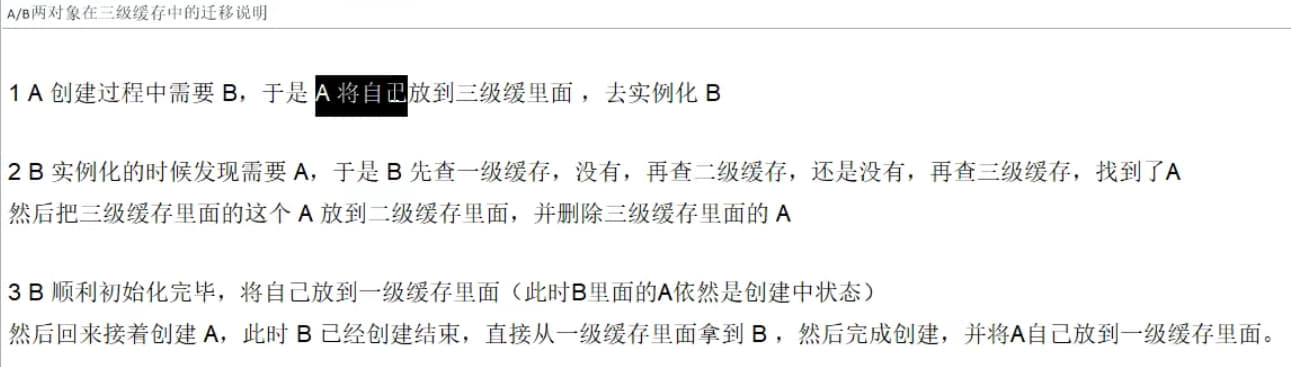 A/B两对象在三级缓存中的迁移说明
1 A 创建过程中需要 B，于是 A 将自己放到三级缓里面 ，去实例化 B
2 B 实例化的时候发现需要 A，于是 B 先查一级缓存，没有，再查二级缓存，还是没有，再查三级缓存，找到了A
然后把三级缓存里面的这个 A 放到二级缓存里面，并删除三级缓存里面的 A
3 B 顺利初始化完毕，将自己放到一级缓存里面（此时B里面的A依然是创建中状态）
然后回来接着创建 A，此时 B 已经创建结束，直接从一级缓存里面拿到 B ，然后完成创建，并将A自己放到一级缓存里面。